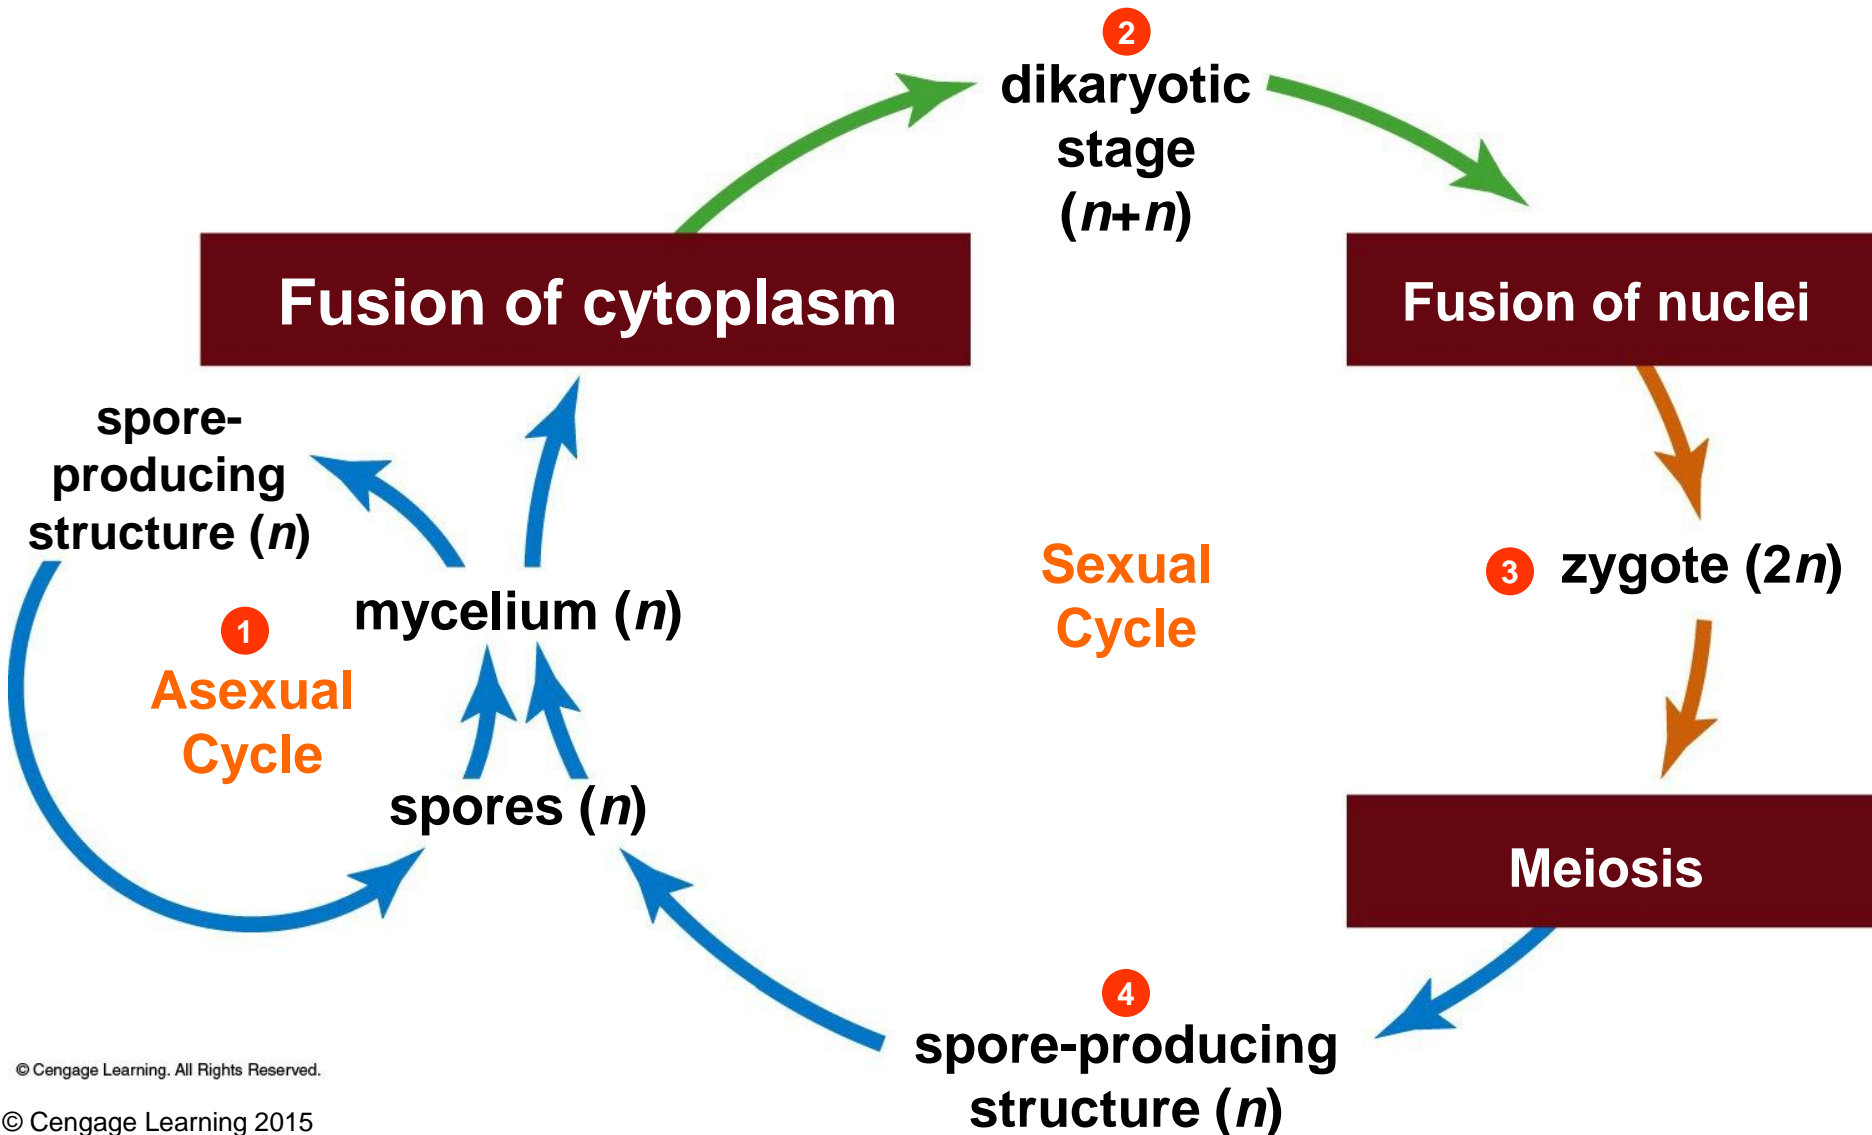 2
dikaryotic
stage
(n+n)
Fusion of cytoplasm
Fusion of nuclei
spore-
producing
structure (n)
mycelium (n)
1
Asexual
Cycle
spores (n)
Sexual
Cycle
3 zygote (2n)
Meiosis
4
spore-producing
structure (n)
© Cengage Learning. All Rights Reserved.
© Cengage Learning 2015